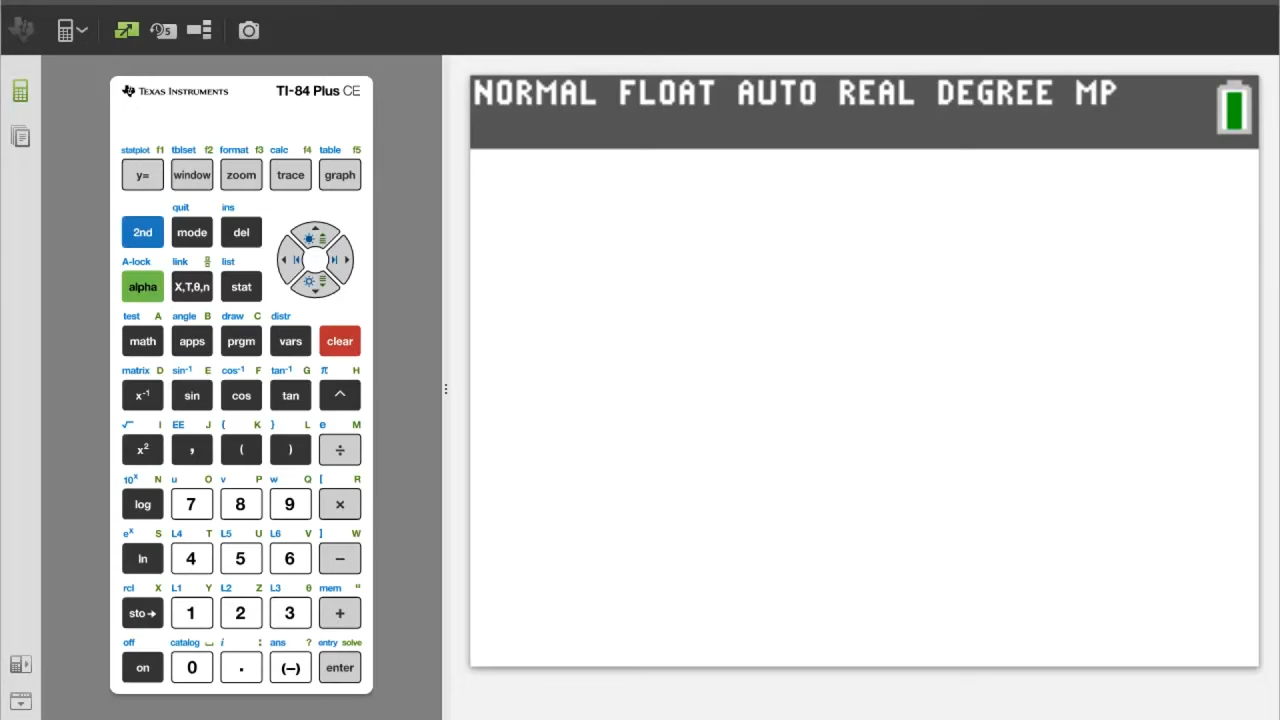 NORMAL FLOAT AUTO REAL DEGREE MP
TEXAS INSTRUMENTS TI-84 Plus CE
statplot f1 tblset f2 format f3 calc f4 table f5
y= window zoom trace graph
quit ins
2nd mode del
A-lock link list
alpha X,T,θ,n stat
test A angle B draw C distr
math apps prgm vars clear
matrix D sin⁻¹ E cos⁻¹ F tan⁻¹ G π H
x⁻¹ sin cos tan ^
√ I EE J { K } L e M
x² , ( ) ÷
10ˣ N u O v P w Q [ R
log 7 8 9 ×
eˣ S L4 T L5 U L6 V ] W
ln 4 5 6 −
rcl X L1 Y L2 Z L3 θ mem "
sto→ 1 2 3 +
off catalog ⎵ i : ans ? entry solve
on 0 . (−) enter